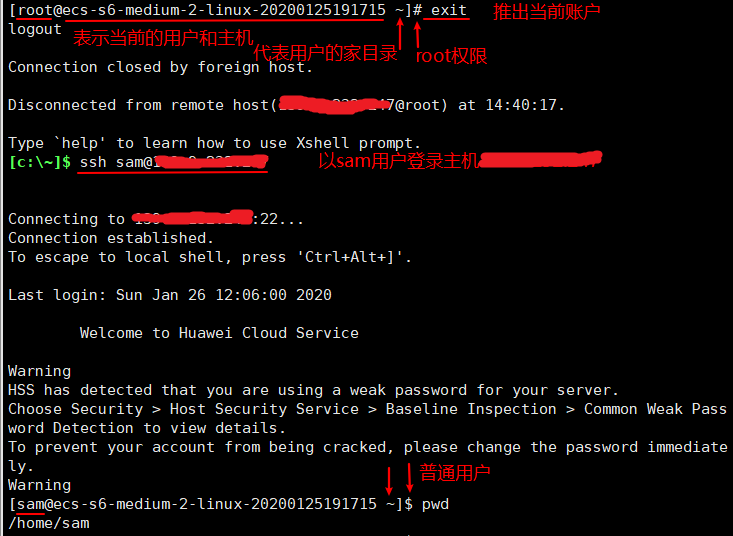 [root@ecs-s6-medium-2-linux-20200125191715 ~]# exit 推出当前账户
logout 表示当前的用户和主机 代表用户的家目录 root权限
Connection closed by foreign host.
Disconnected from remote host(47@root) at 14:40:17.
Type `help' to learn how to use Xshell prompt.
[c:\~]$ ssh sam@ 以sam用户登录主机
Connecting to :22...
Connection established.
To escape to local shell, press 'Ctrl+Alt+]'.
Last login: Sun Jan 26 12:06:00 2020
Welcome to Huawei Cloud Service
Warning
HSS has detected that you are using a weak password for your server.
Choose Security > Host Security Service > Baseline Inspection > Common Weak Pass
word Detection to view details.
To prevent your account from being cracked, please change the password immediate
ly.
Warning 普通用户
[sam@ecs-s6-medium-2-linux-20200125191715 ~]$ pwd
/home/sam